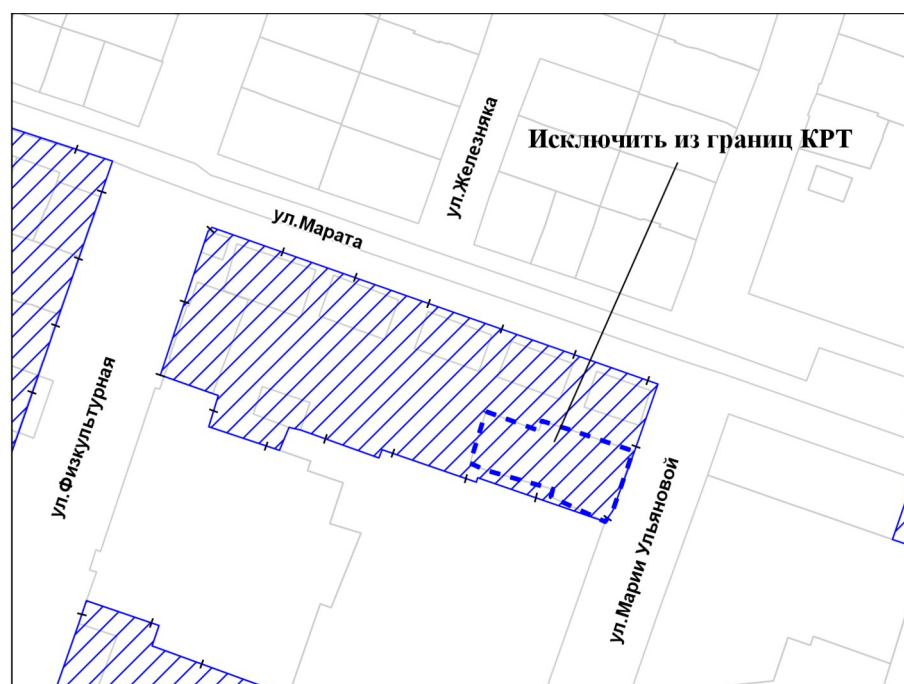 Исключить из границ КРТ
ул.Железняка
ул.Марата
ул.Физкультурная
ул.Марии Ульяновой